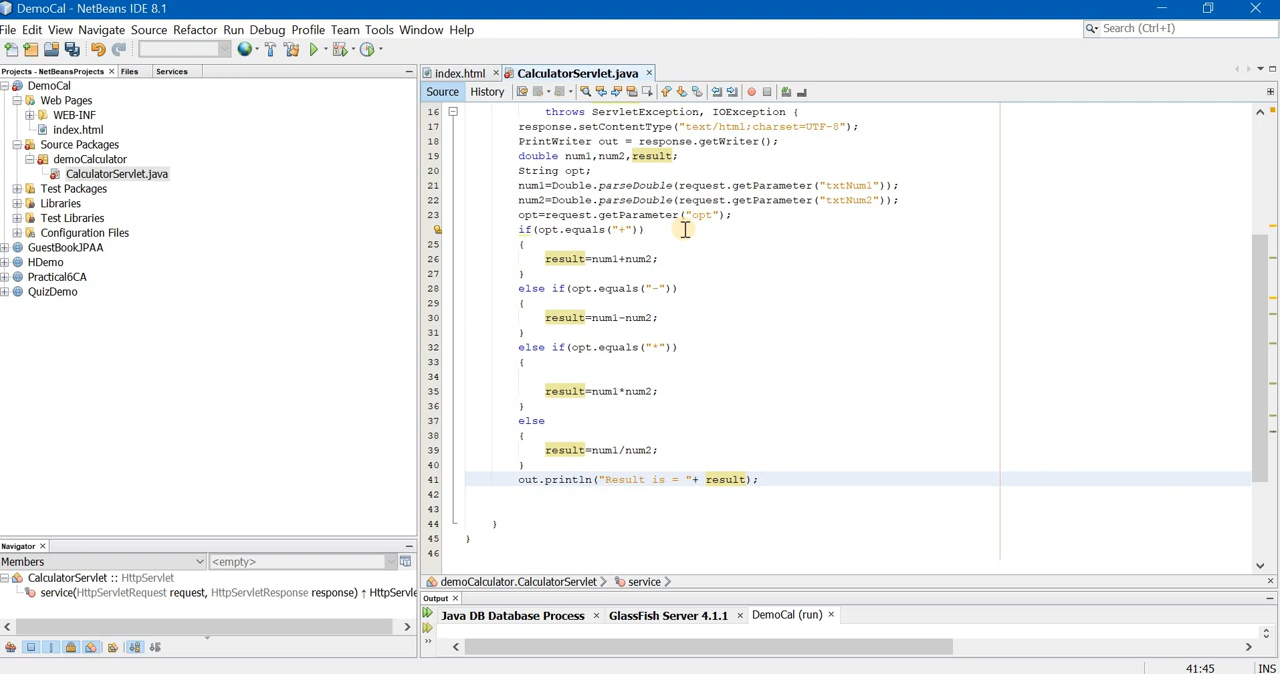 DemoCal - NetBeans IDE 8.1
File Edit View Navigate Source Refactor Run Debug Profile Team Tools Window Help
Search (Ctrl+I)
Projects - NetBeansProjects
Files
Services
index.html
CalculatorServlet.java
DemoCal
Web Pages
WEB-INF
index.html
Source Packages
demoCalculator
CalculatorServlet.java
Test Packages
Libraries
Test Libraries
Configuration Files
GuestBookJPAA
HDemo
Practical6CA
QuizDemo
Source History
16 throws ServletException, IOException {
17 response.setContentType("text/html;charset=UTF-8");
18 PrintWriter out = response.getWriter();
19 double num1,num2,result;
20 String opt;
21 num1=Double.parseDouble(request.getParameter("txtNum1"));
22 num2=Double.parseDouble(request.getParameter("txtNum2"));
23 opt=request.getParameter("opt");
if(opt.equals("+"))
25 {
26 result=num1+num2;
27 }
28 else if(opt.equals("-"))
29 {
30 result=num1-num2;
31 }
32 else if(opt.equals("*"))
33 {
34
35 result=num1*num2;
36 }
37 else
38 {
39 result=num1/num2;
40 }
41 out.println("Result is = "+ result);
42
43
44 }
45 }
46
Navigator
Members
<empty>
CalculatorServlet :: HttpServlet
service(HttpServletRequest request, HttpServletResponse response) ↑ HttpServle
demoCalculator.CalculatorServlet
service
Output
Java DB Database Process
GlassFish Server 4.1.1
DemoCal (run)
41:45
INS